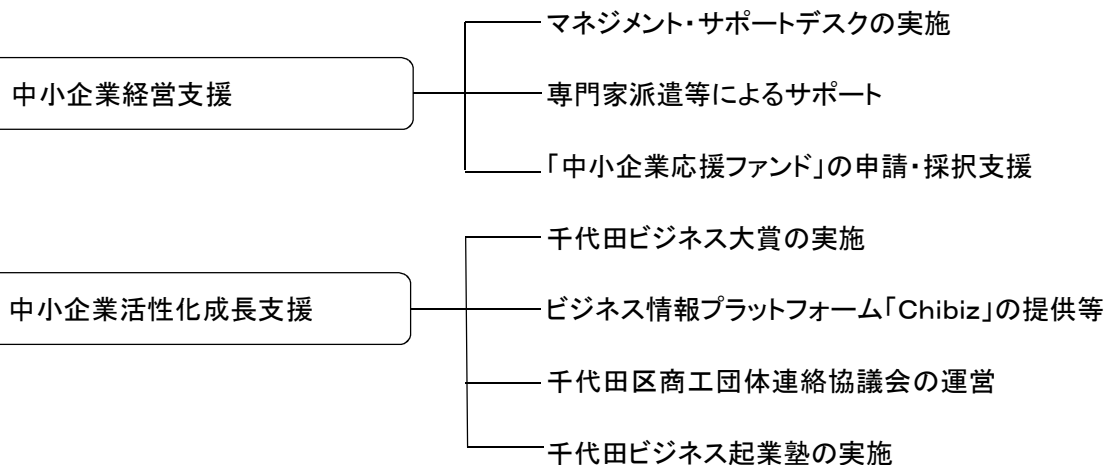 中小企業経営支援
マネジメント・サポートデスクの実施
専門家派遣等によるサポート
「中小企業応援ファンド」の申請・採択支援
中小企業活性化成長支援
千代田ビジネス大賞の実施
ビジネス情報プラットフォーム「Chibiz」の提供等
千代田区商工団体連絡協議会の運営
千代田ビジネス起業塾の実施